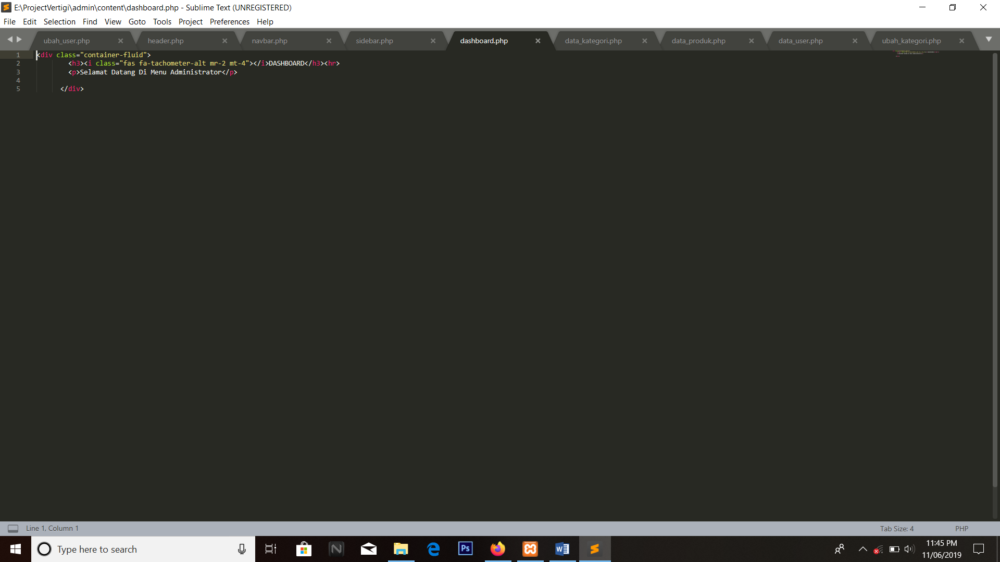 E:\ProjectVertigi\admin\content\dashboard.php - Sublime Text (UNREGISTERED)
File Edit Selection Find View Goto Tools Project Preferences Help
ubah_user.php header.php navbar.php sidebar.php dashboard.php data_kategori.php data_produk.php data_user.php ubah_kategori.php
1 <div class="container-fluid">
2 <h3><i class="fas fa-tachometer-alt mr-2 mt-4"></i>DASHBOARD</h3><hr>
3 <p>Selamat Datang Di Menu Administrator</p>
4
5 </div>
Line 1, Column 1 Tab Size: 4 PHP
Type here to search
Ps
11:45 PM
11/06/2019